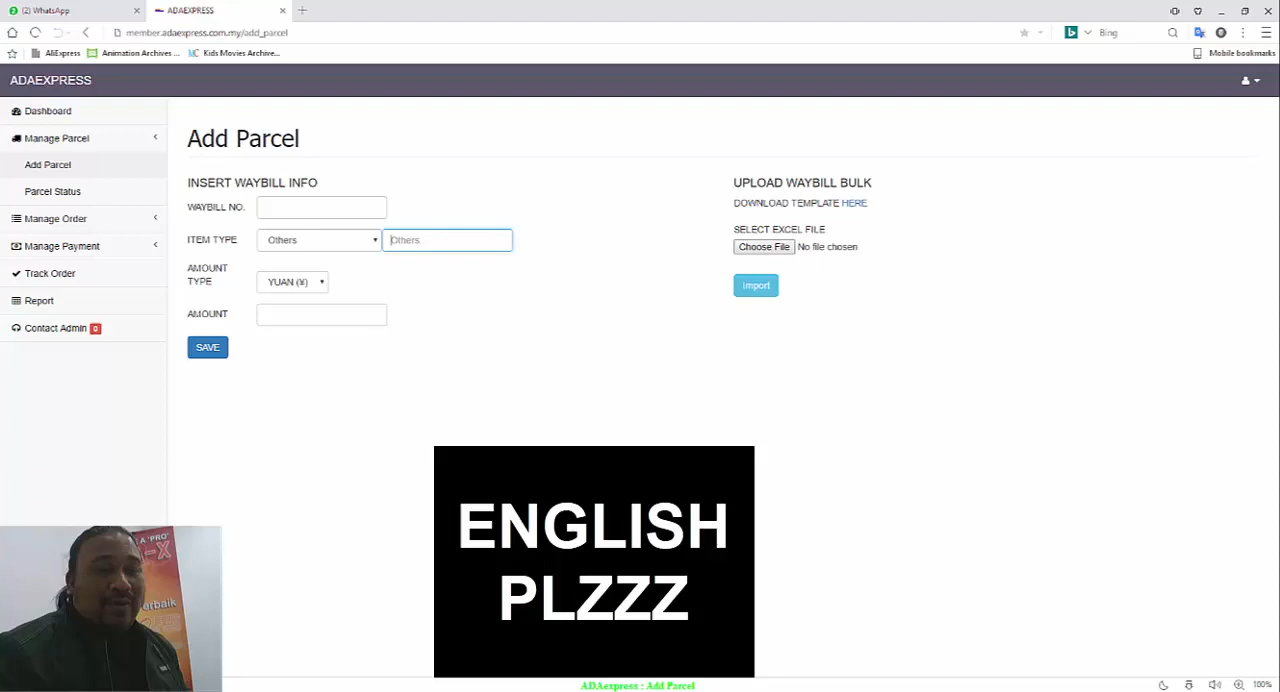 (2) WhatsApp
ADAEXPRESS
member.adaexpress.com.my/add_parcel
Bing
AliExpress
Animation Archives ...
Kids Movies Archive...
Mobile bookmarks
ADAEXPRESS
Dashboard
Manage Parcel
Add Parcel
Parcel Status
Manage Order
Manage Payment
Track Order
Report
Contact Admin 0
Add Parcel
INSERT WAYBILL INFO
WAYBILL NO.
ITEM TYPE
Others
Others
AMOUNT
TYPE
YUAN (¥)
AMOUNT
SAVE
UPLOAD WAYBILL BULK
DOWNLOAD TEMPLATE HERE
SELECT EXCEL FILE
Choose File No file chosen
Import
ENGLISH
PLZZZ
A 'PRO'
-X
erbaik
ADAexpress : Add Parcel
100%